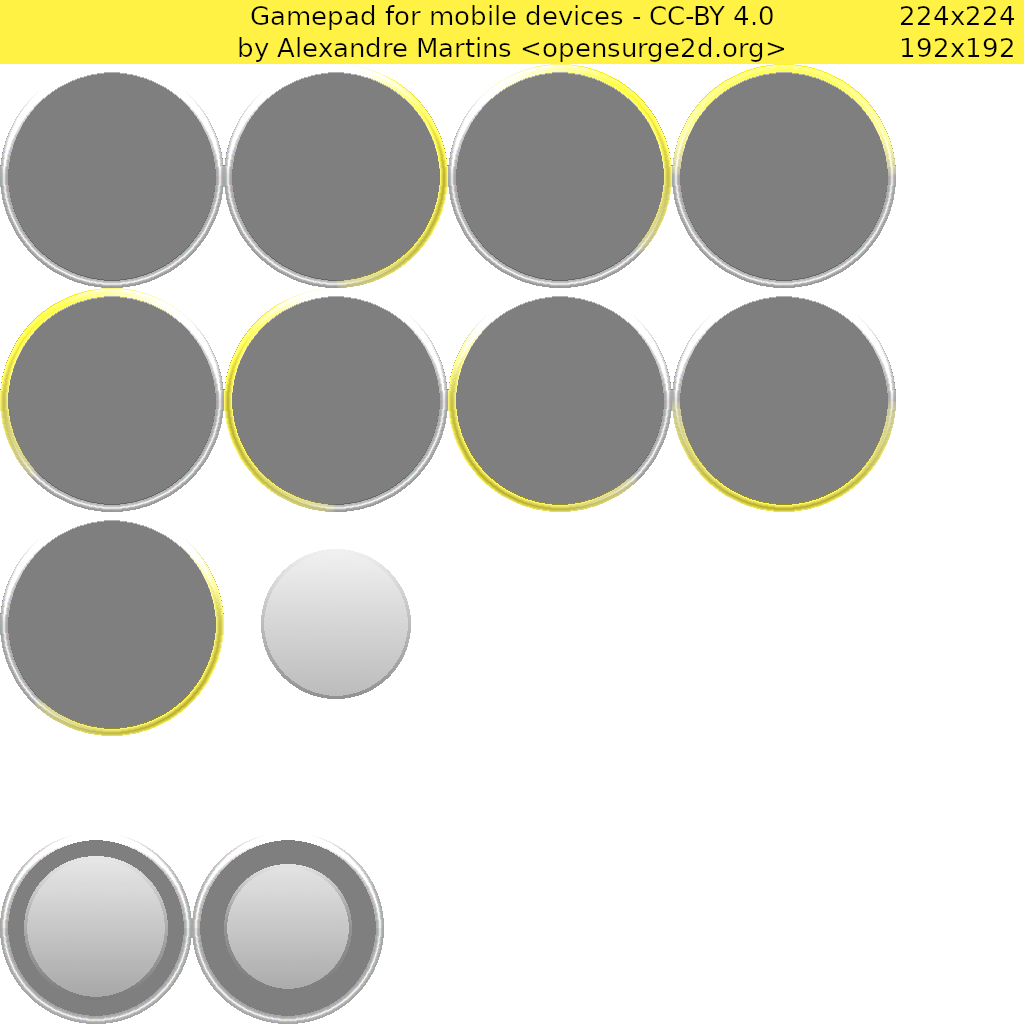 Gamepad for mobile devices - CC-BY 4.0 224x224
by Alexandre Martins <opensurge2d.org> 192x192